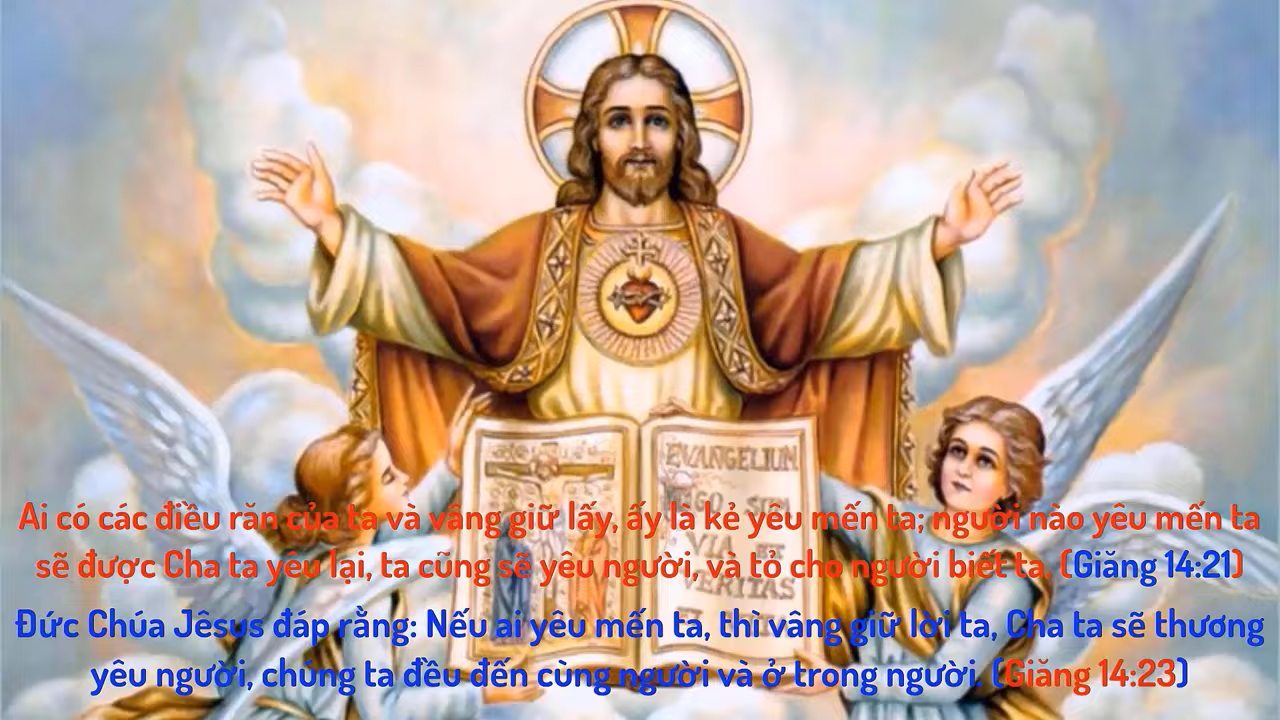 EVANGELIUM
EGO SUM
VIA
VERITAS
Ai có các điều răn của ta và vâng giữ lấy, ấy là kẻ yêu mến ta; người nào yêu mến ta
sẽ được Cha ta yêu lại, ta cũng sẽ yêu người, và tỏ cho người biết ta. (Giăng 14:21)
Đức Chúa Jêsus đáp rằng: Nếu ai yêu mến ta, thì vâng giữ lời ta, Cha ta sẽ thương
yêu người, chúng ta đều đến cùng người và ở trong người. (Giăng 14:23)